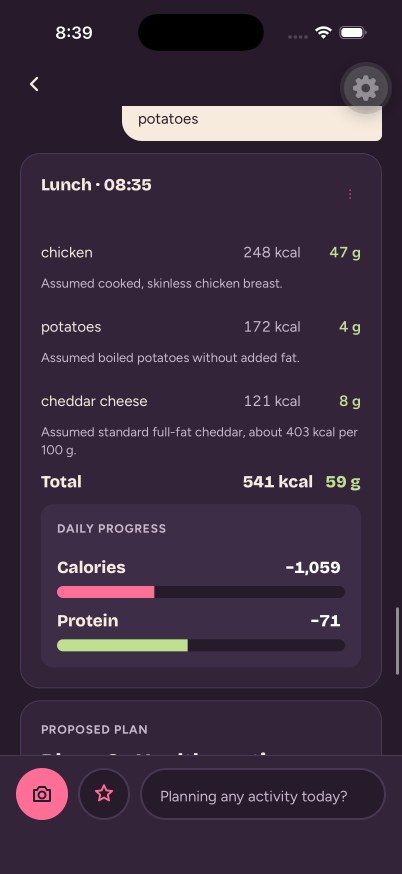 8:39
potatoes
Lunch · 08:35
chicken 248 kcal 47 g
Assumed cooked, skinless chicken breast.
potatoes 172 kcal 4 g
Assumed boiled potatoes without added fat.
cheddar cheese 121 kcal 8 g
Assumed standard full-fat cheddar, about 403 kcal per
100 g.
Total 541 kcal 59 g
DAILY PROGRESS
Calories −1,059
Protein −71
PROPOSED PLAN
Planning any activity today?